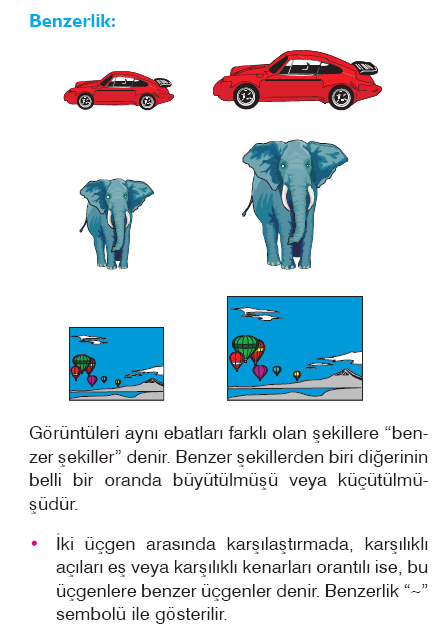 Benzerlik:
Görüntüleri aynı ebatları farklı olan şekillere “ben-
zer şekiller” denir. Benzer şekillerden biri diğerinin
belli bir oranda büyütülmüşü veya küçütülmü-
şüdür.
• İki üçgen arasında karşılaştırmada, karşılıklı
açıları eş veya karşılıklı kenarları orantılı ise, bu
üçgenlere benzer üçgenler denir. Benzerlik “~”
sembolü ile gösterilir.